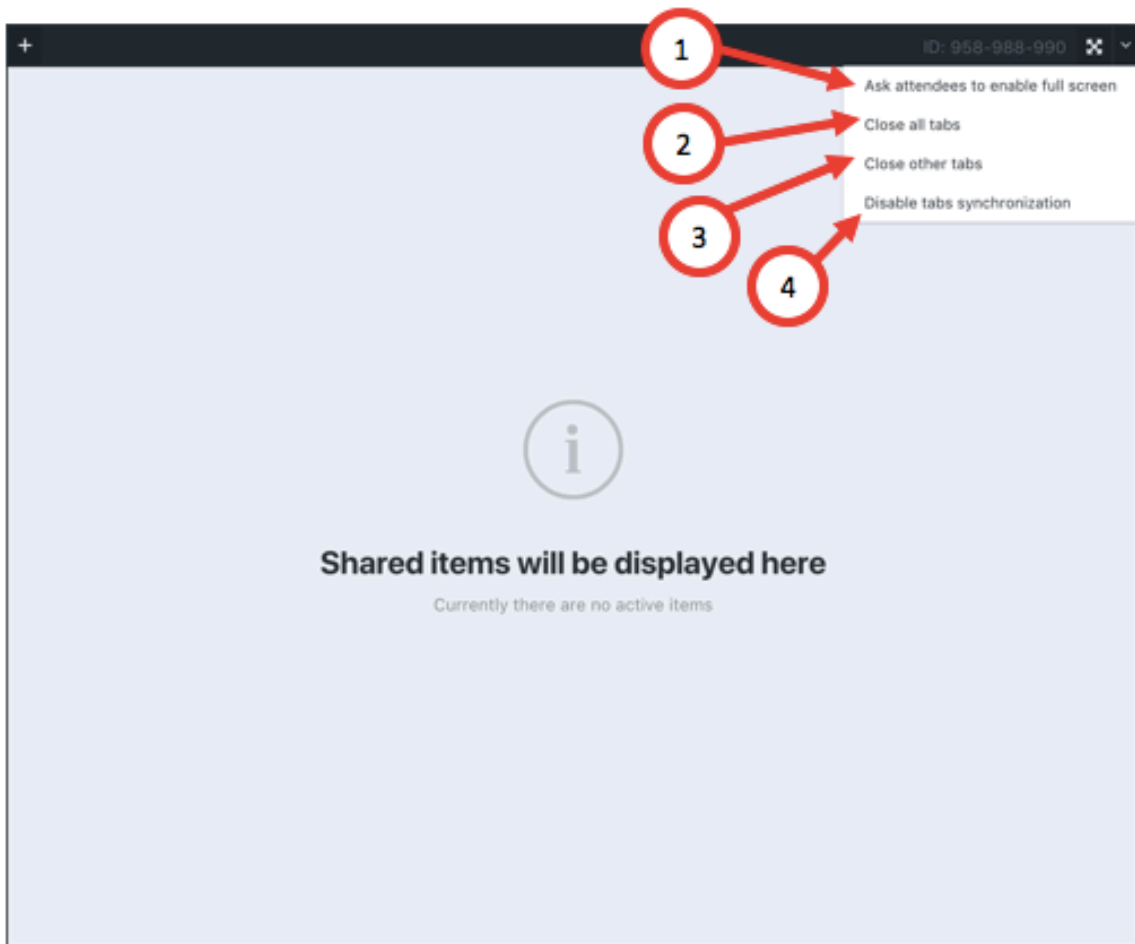 +
1
ID: 958-988-990
Ask attendees to enable full screen
2
Close all tabs
Close other tabs
3
Disable tabs synchronization
4
i
Shared items will be displayed here
Currently there are no active items